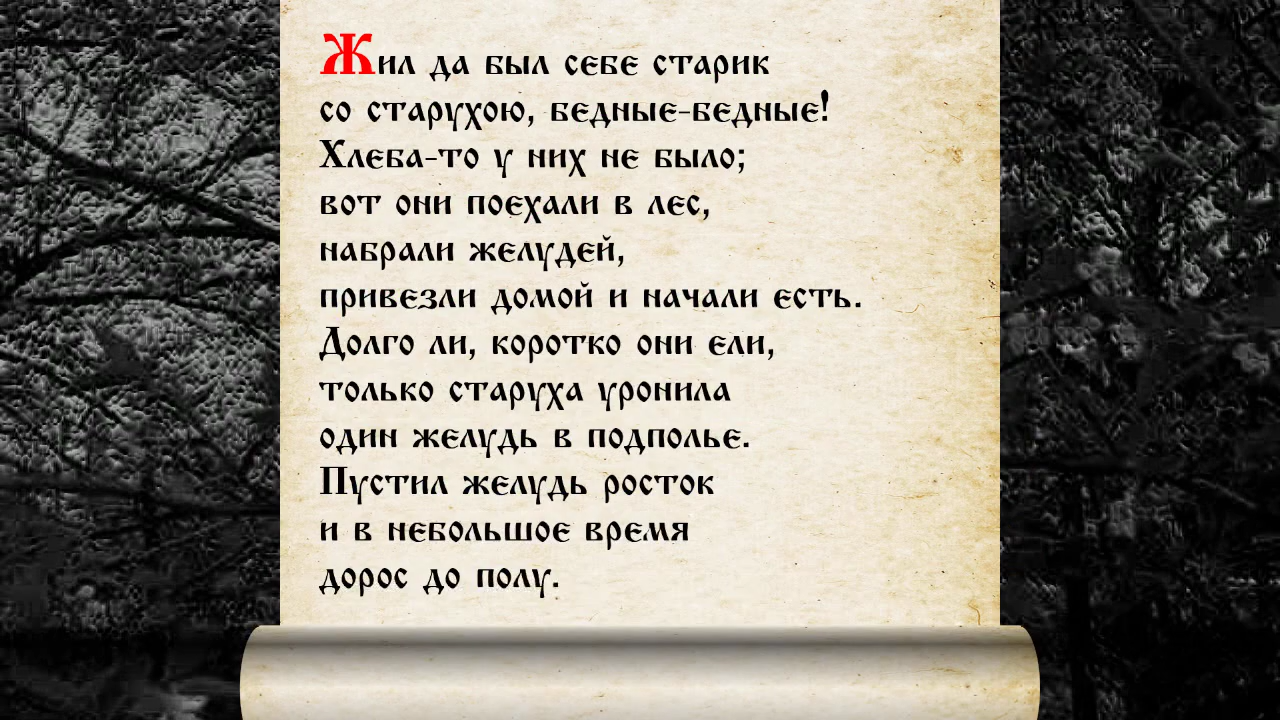 Жил да был себе старик
со старухою, бедные-бедные!
Хлеба-то у них не было;
вот они поехали в лес,
набрали желудей,
привезли домой и начали есть.
Долго ли, коротко они ели,
только старуха уронила
один желудь в подполье.
Пустил желудь росток
и в небольшое время
дорос до полу.